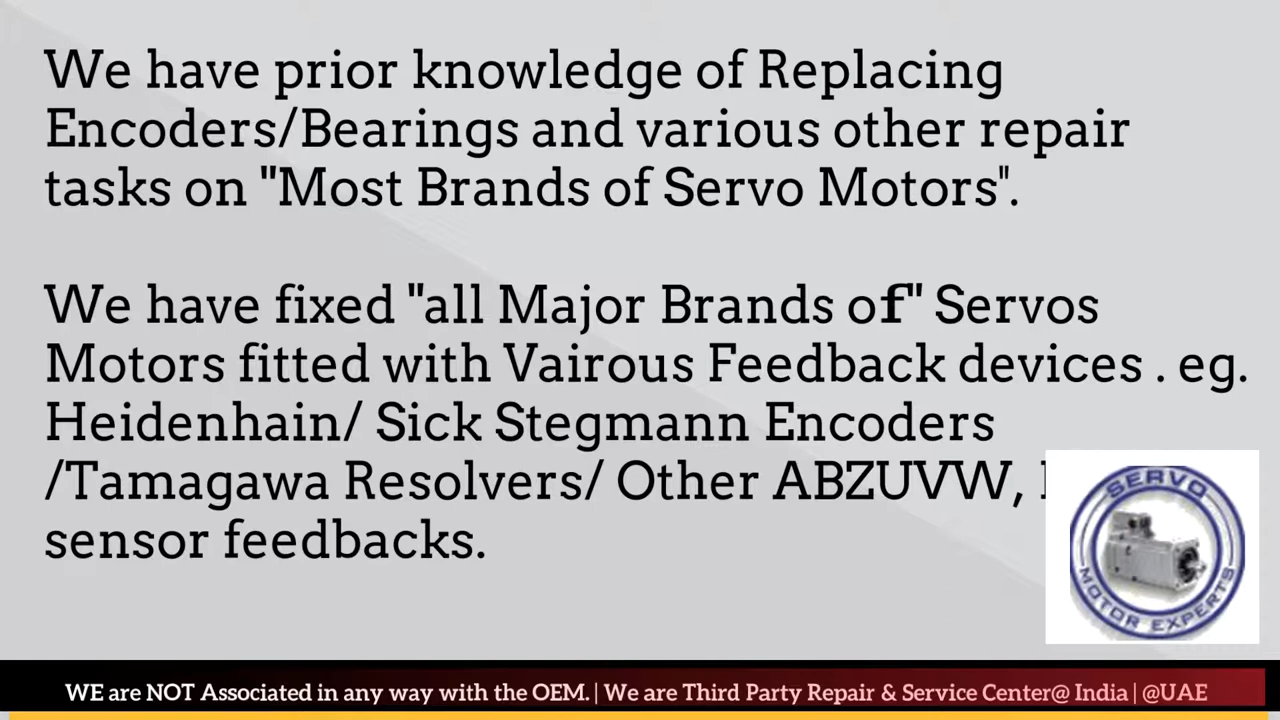 We have prior knowledge of Replacing
Encoders/Bearings and various other repair
tasks on "Most Brands of Servo Motors".
We have fixed "all Major Brands of" Servos
Motors fitted with Vairous Feedback devices . eg.
Heidenhain/ Sick Stegmann Encoders
/Tamagawa Resolvers/ Other ABZUVW,
sensor feedbacks.
SERVO
MOTOR EXPERTS
WE are NOT Associated in any way with the OEM. | We are Third Party Repair & Service Center@ India | @UAE